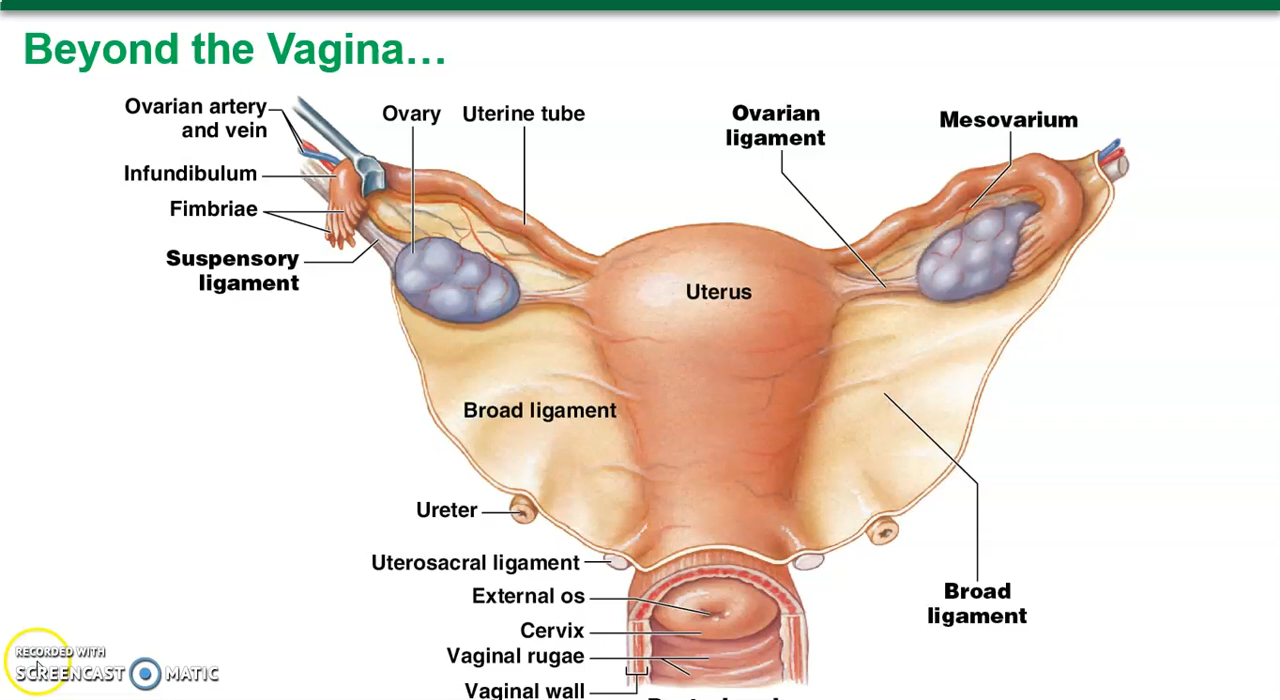 Beyond the Vagina…
Ovarian artery
and vein
Ovary
Uterine tube
Ovarian
ligament
Mesovarium
Infundibulum
Fimbriae
Suspensory
ligament
Uterus
Broad ligament
Ureter
Uterosacral ligament
External os
Cervix
Vaginal rugae
Vaginal wall
Broad
ligament
RECORDED WITH
SCREENCAST MATIC